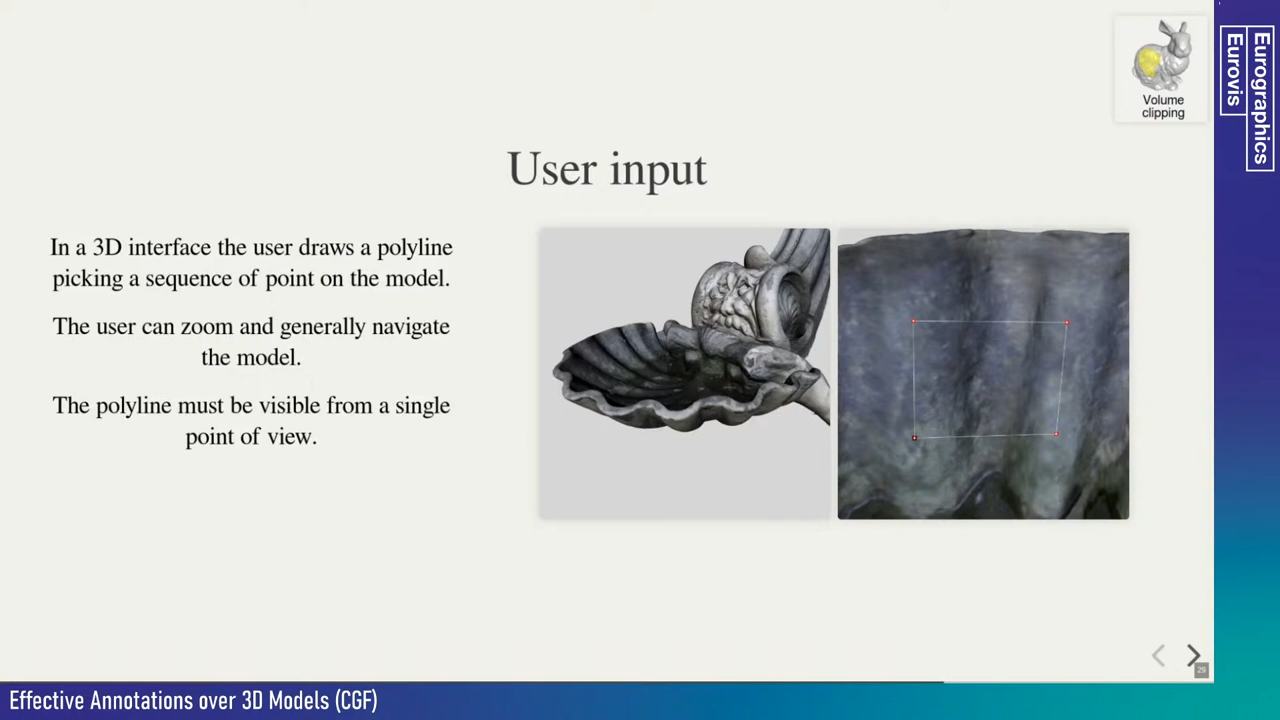 Volume
clipping
Eurographics
Eurovis
User input
In a 3D interface the user draws a polyline
picking a sequence of point on the model.
The user can zoom and generally navigate
the model.
The polyline must be visible from a single
point of view.
Effective Annotations over 3D Models (CGF)